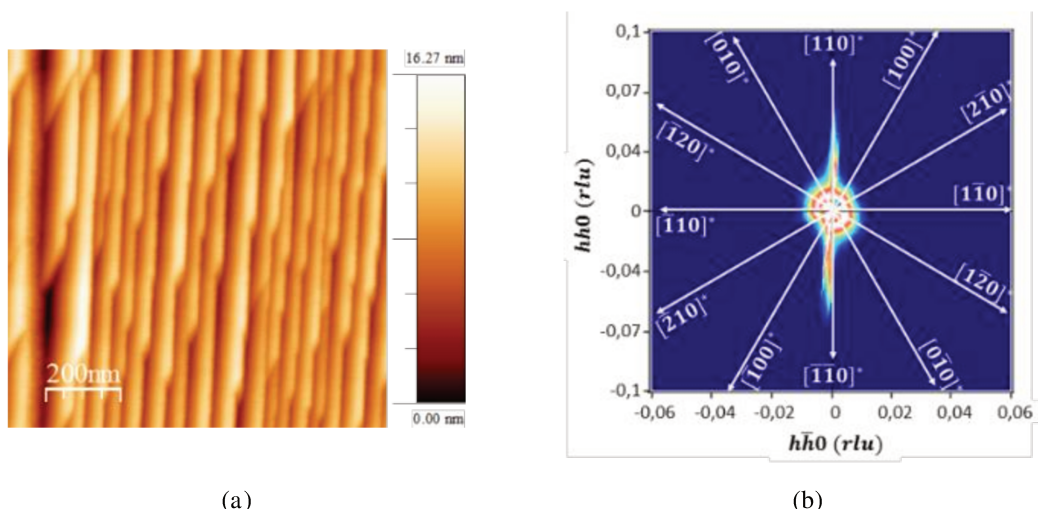 16.27 nm
200nm
0.00 nm
(a)
0,1
0,07
0,04
0
-0,04
-0,07
-0,1
hh0 (rlu)
[010]*
[110]*
[100]*
[21̄0]*
[1̄20]*
[11̄0]*
[1̄10]*
[12̄0]*
[2̄10]*
[100]*
[1̄1̄0]*
[01̄0]*
-0,06 -0,04 -0,02 0 0,02 0,04 0,06
hh̄0 (rlu)
(b)